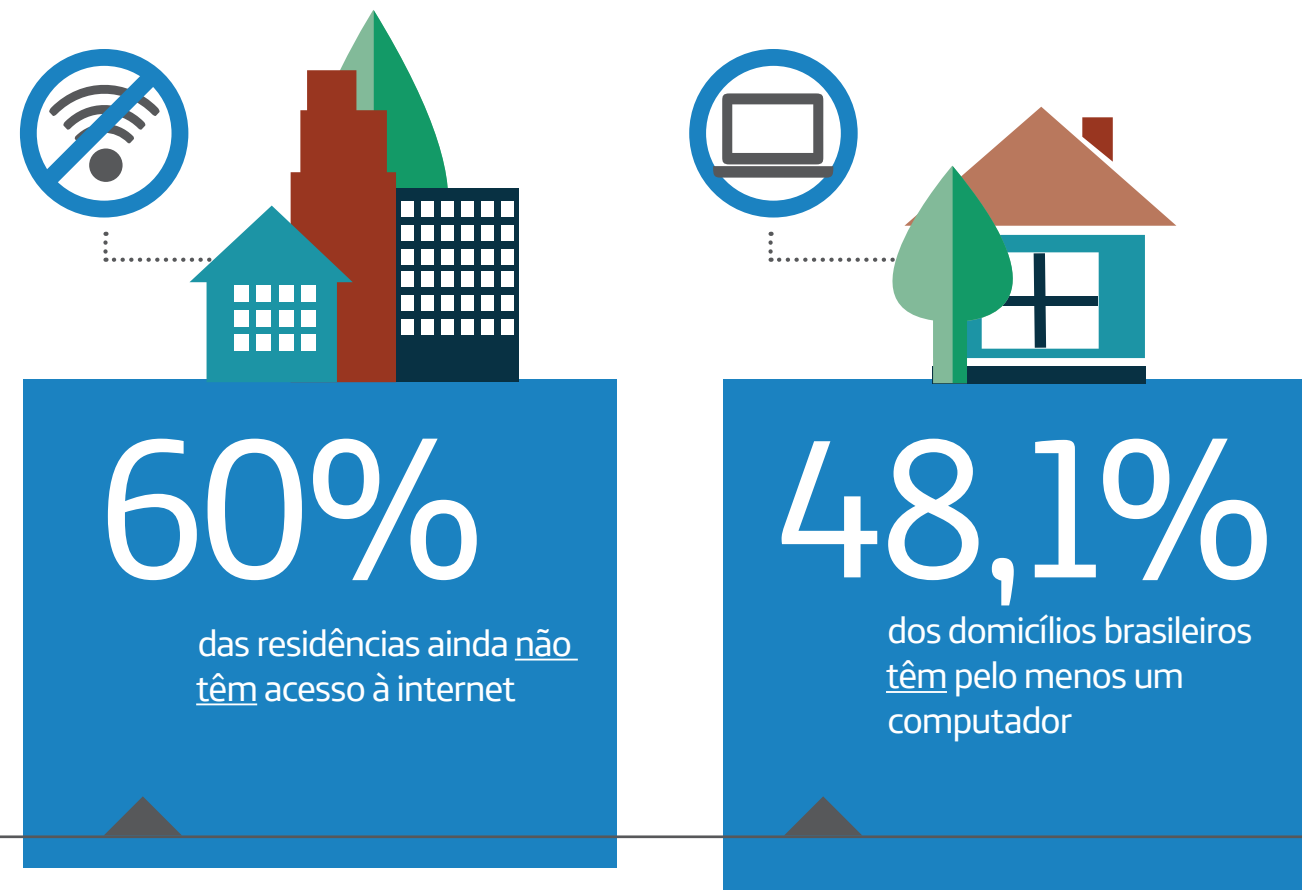 60%
das residências ainda não
têm acesso à internet
48,1%
dos domicílios brasileiros
têm pelo menos um
computador